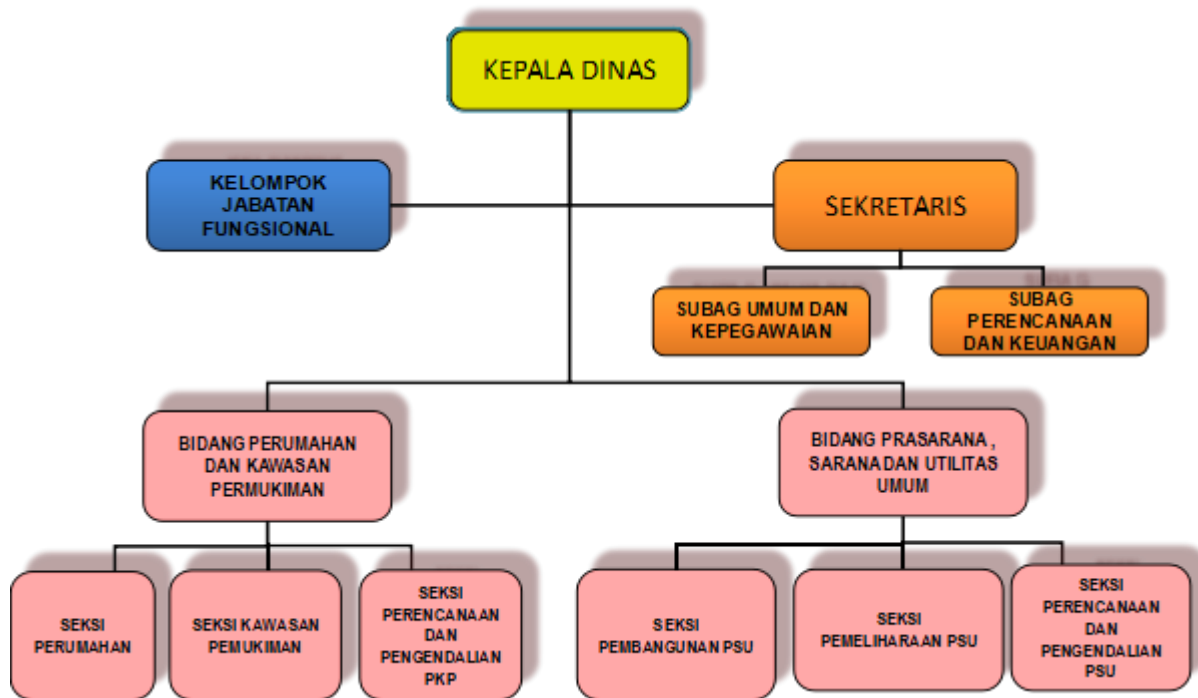 KEPALA DINAS
KELOMPOK
JABATAN
FUNGSIONAL
SEKRETARIS
SUBAG UMUM DAN
KEPEGAWAIAN
SUBAG
PERENCANAAN
DAN KEUANGAN
BIDANG PERUMAHAN
DAN KAWASAN
PERMUKIMAN
BIDANG PRASARANA ,
SARANADAN UTILITAS
UMUM
SEKSI
PERUMAHAN
SEKSI KAWASAN
PEMUKIMAN
SEKSI
PERENCANAAN
DAN
PENGENDALIAN
PKP
SEKSI
PEMBANGUNAN PSU
SEKSI
PEMELIHARAAN PSU
SEKSI
PERENCANAAN
DAN
PENGENDALIAN
PSU